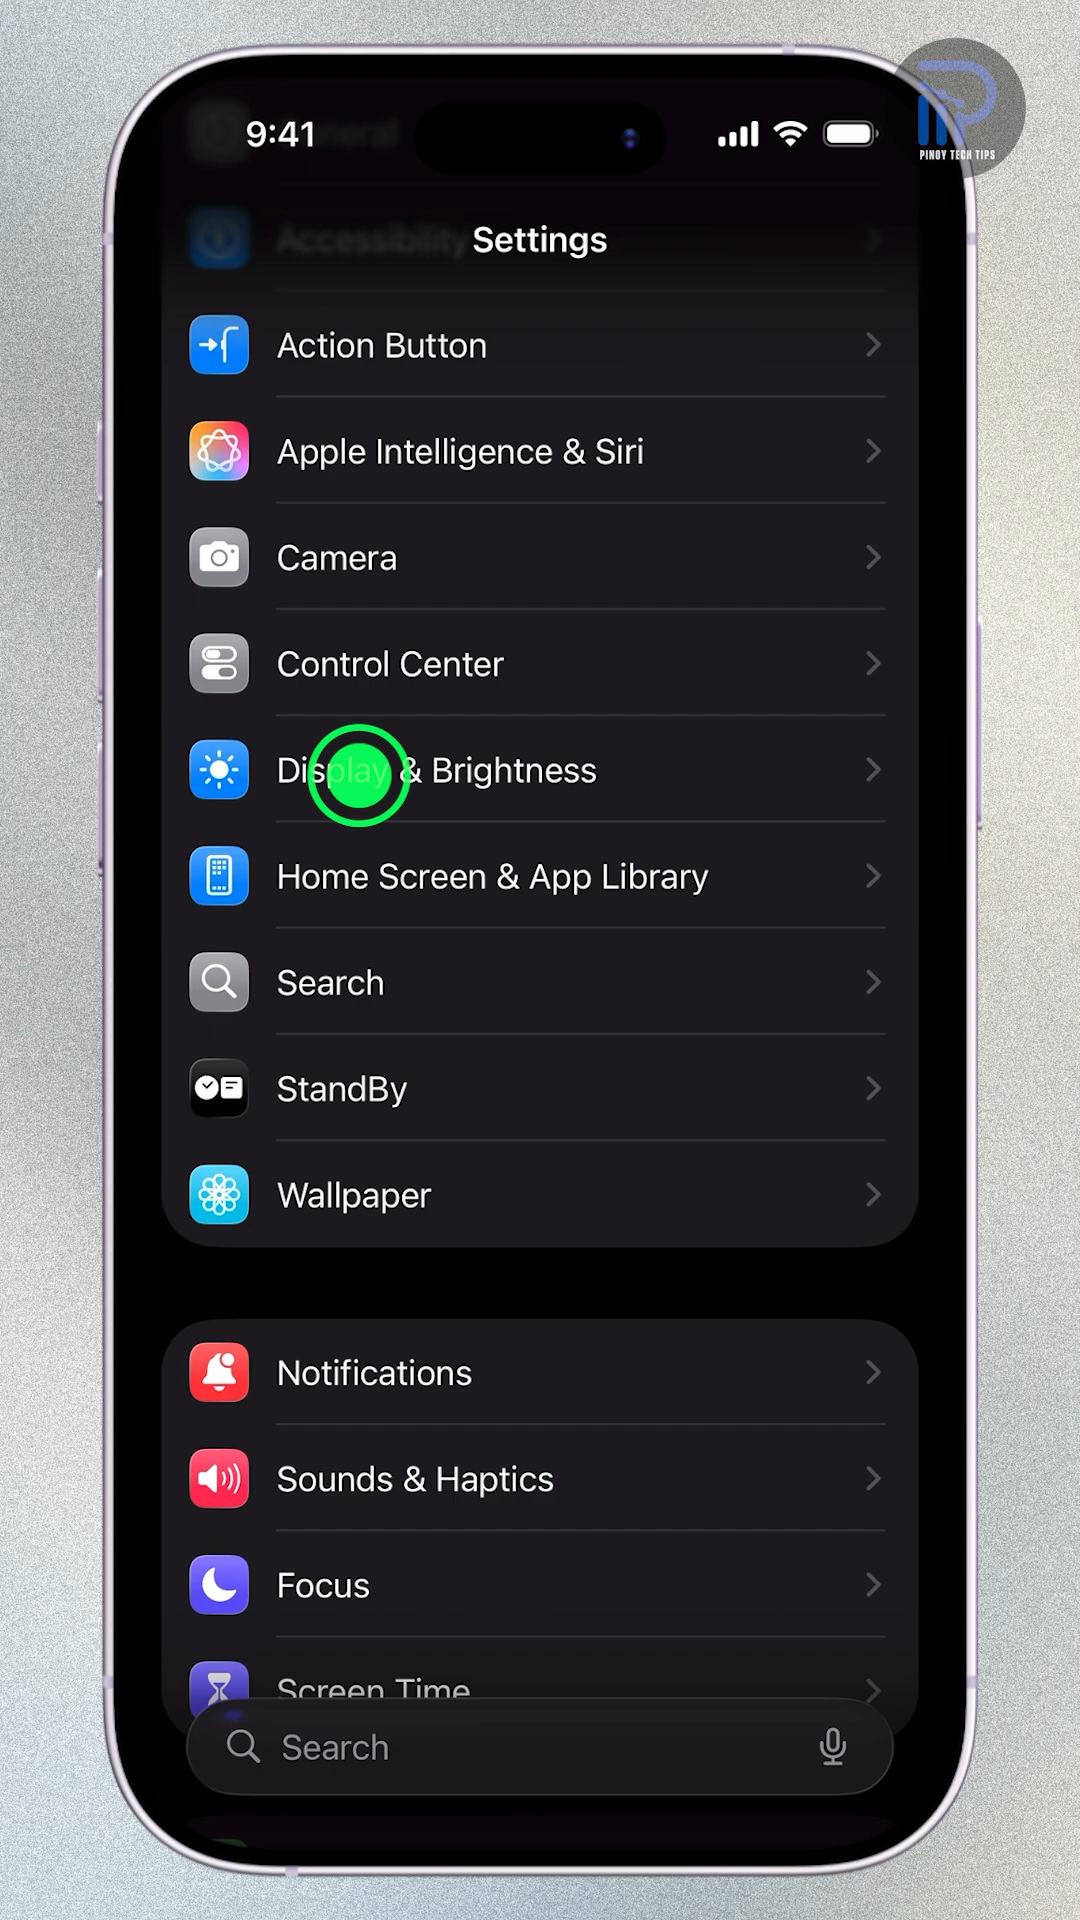 9:41
PINOY TECH TIPS
Accessibility
Settings
Action Button
Apple Intelligence & Siri
Camera
Control Center
Display & Brightness
Home Screen & App Library
Search
StandBy
Wallpaper
Notifications
Sounds & Haptics
Focus
Screen Time
Search